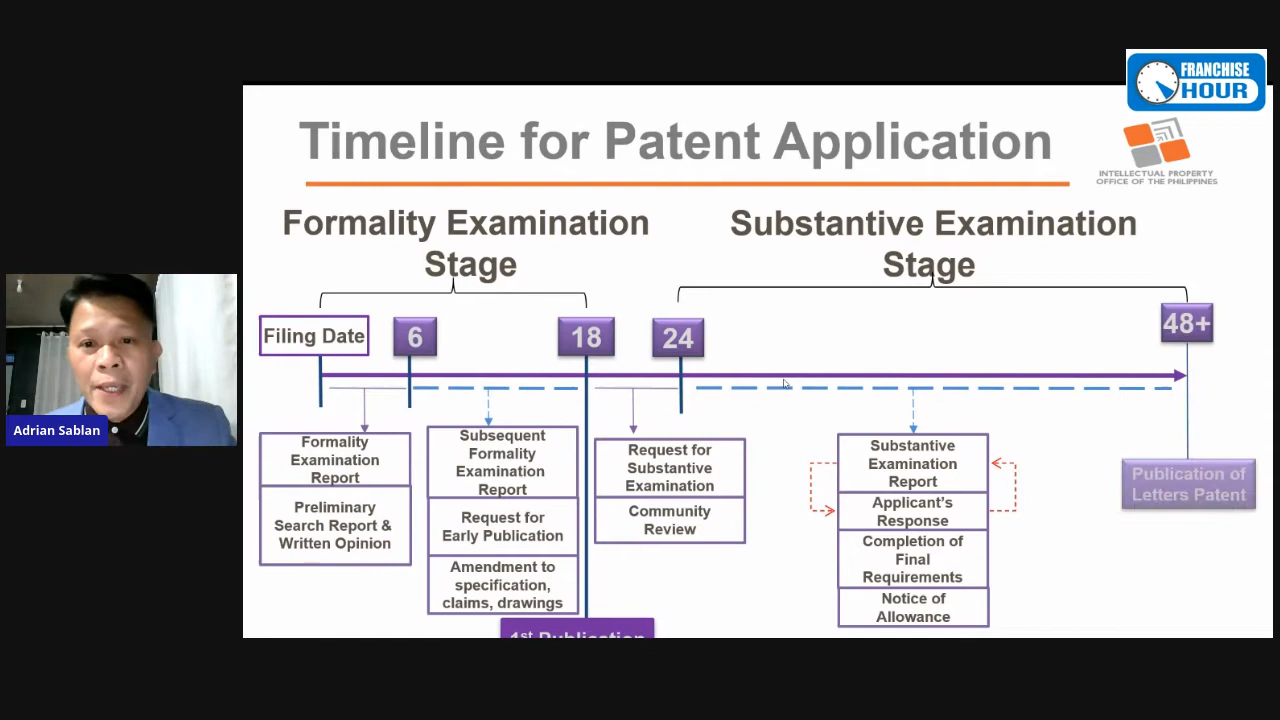 FRANCHISE
HOUR
Timeline for Patent Application
INTELLECTUAL PROPERTY
OFFICE OF THE PHILIPPINES
Formality Examination
Stage
Substantive Examination
Stage
Filing Date
6
18
24
48+
Formality
Examination
Report
Preliminary
Search Report &
Written Opinion
Subsequent
Formality
Examination
Report
Request for
Early Publication
Amendment to
specification,
claims, drawings
1st Publication
Request for
Substantive
Examination
Community
Review
Substantive
Examination
Report
Applicant's
Response
Completion of
Final
Requirements
Notice of
Allowance
Publication of
Letters Patent
Adrian Sablan